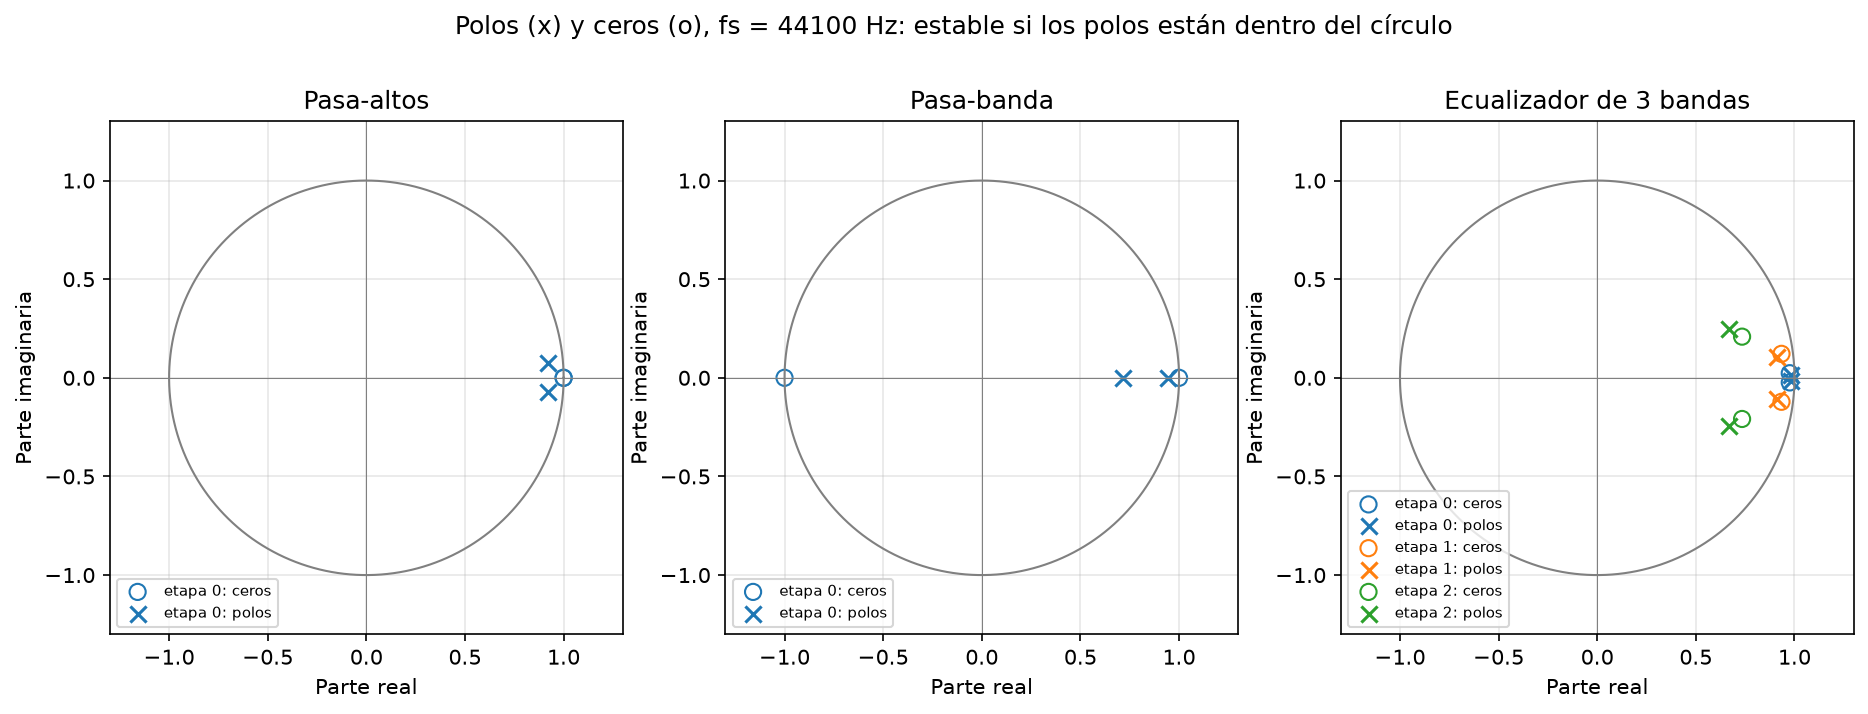 Polos (x) y ceros (o), fs = 44100 Hz: estable si los polos están dentro del círculo
Pasa-altos
1.0
0.5
0.0
−0.5
−1.0
Parte imaginaria
etapa 0: ceros
etapa 0: polos
−1.0 −0.5 0.0 0.5 1.0
Parte real
Pasa-banda
1.0
0.5
0.0
−0.5
−1.0
Parte imaginaria
etapa 0: ceros
etapa 0: polos
−1.0 −0.5 0.0 0.5 1.0
Parte real
Ecualizador de 3 bandas
1.0
0.5
0.0
−0.5
−1.0
Parte imaginaria
etapa 0: ceros
etapa 0: polos
etapa 1: ceros
etapa 1: polos
etapa 2: ceros
etapa 2: polos
−1.0 −0.5 0.0 0.5 1.0
Parte real